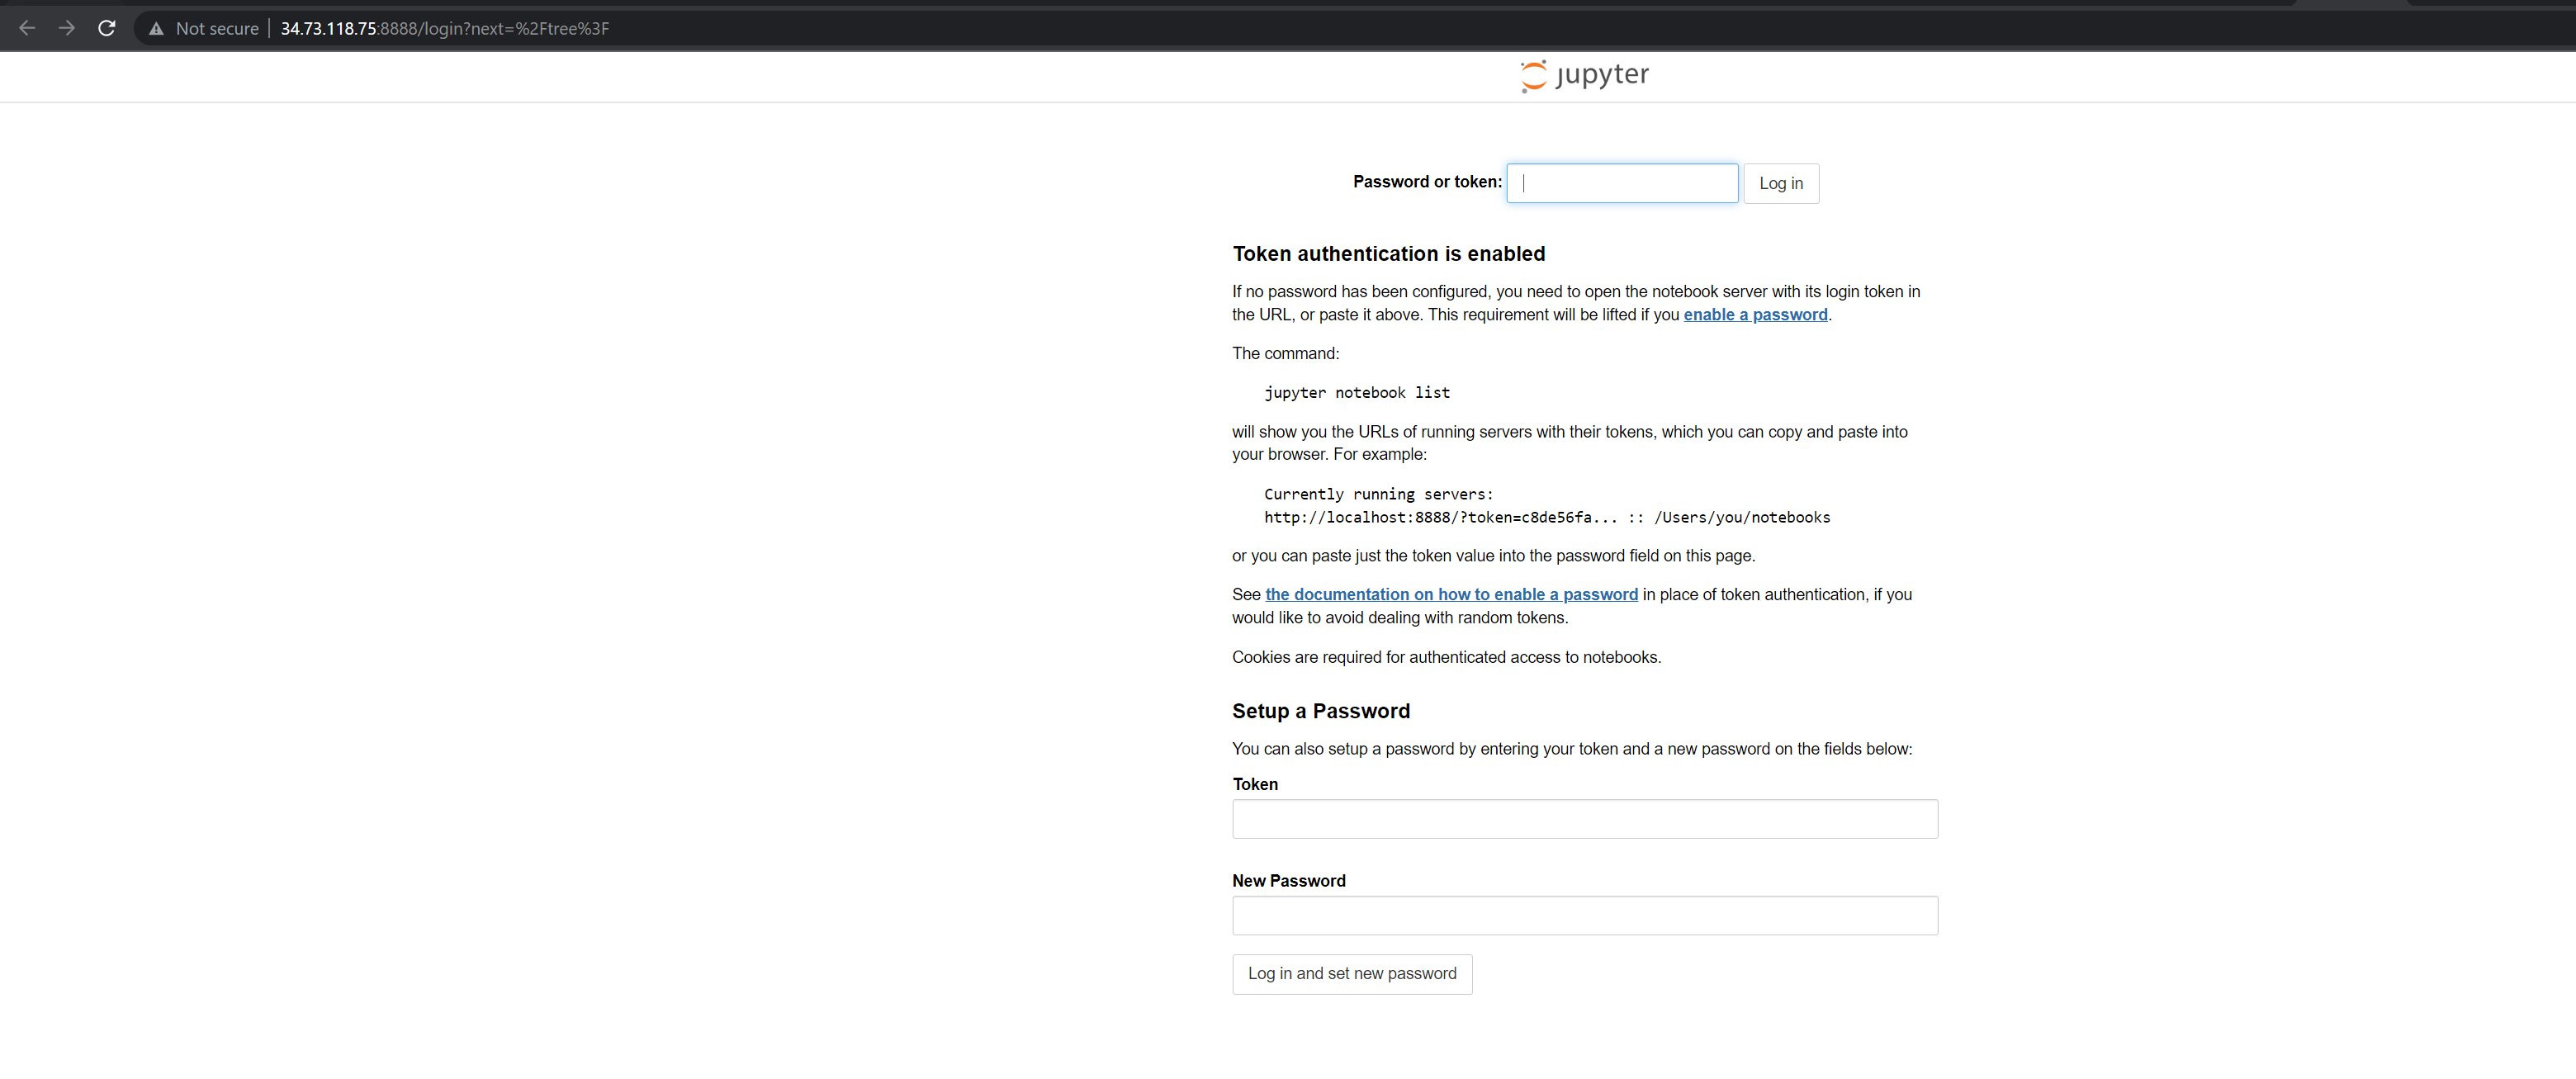 Not secure | 34.73.118.75:8888/login?next=%2Ftree%3F
jupyter
Password or token: Log in
Token authentication is enabled
If no password has been configured, you need to open the notebook server with its login token in
the URL, or paste it above. This requirement will be lifted if you enable a password.
The command:
jupyter notebook list
will show you the URLs of running servers with their tokens, which you can copy and paste into
your browser. For example:
Currently running servers:
http://localhost:8888/?token=c8de56fa... :: /Users/you/notebooks
or you can paste just the token value into the password field on this page.
See the documentation on how to enable a password in place of token authentication, if you
would like to avoid dealing with random tokens.
Cookies are required for authenticated access to notebooks.
Setup a Password
You can also setup a password by entering your token and a new password on the fields below:
Token
New Password
Log in and set new password